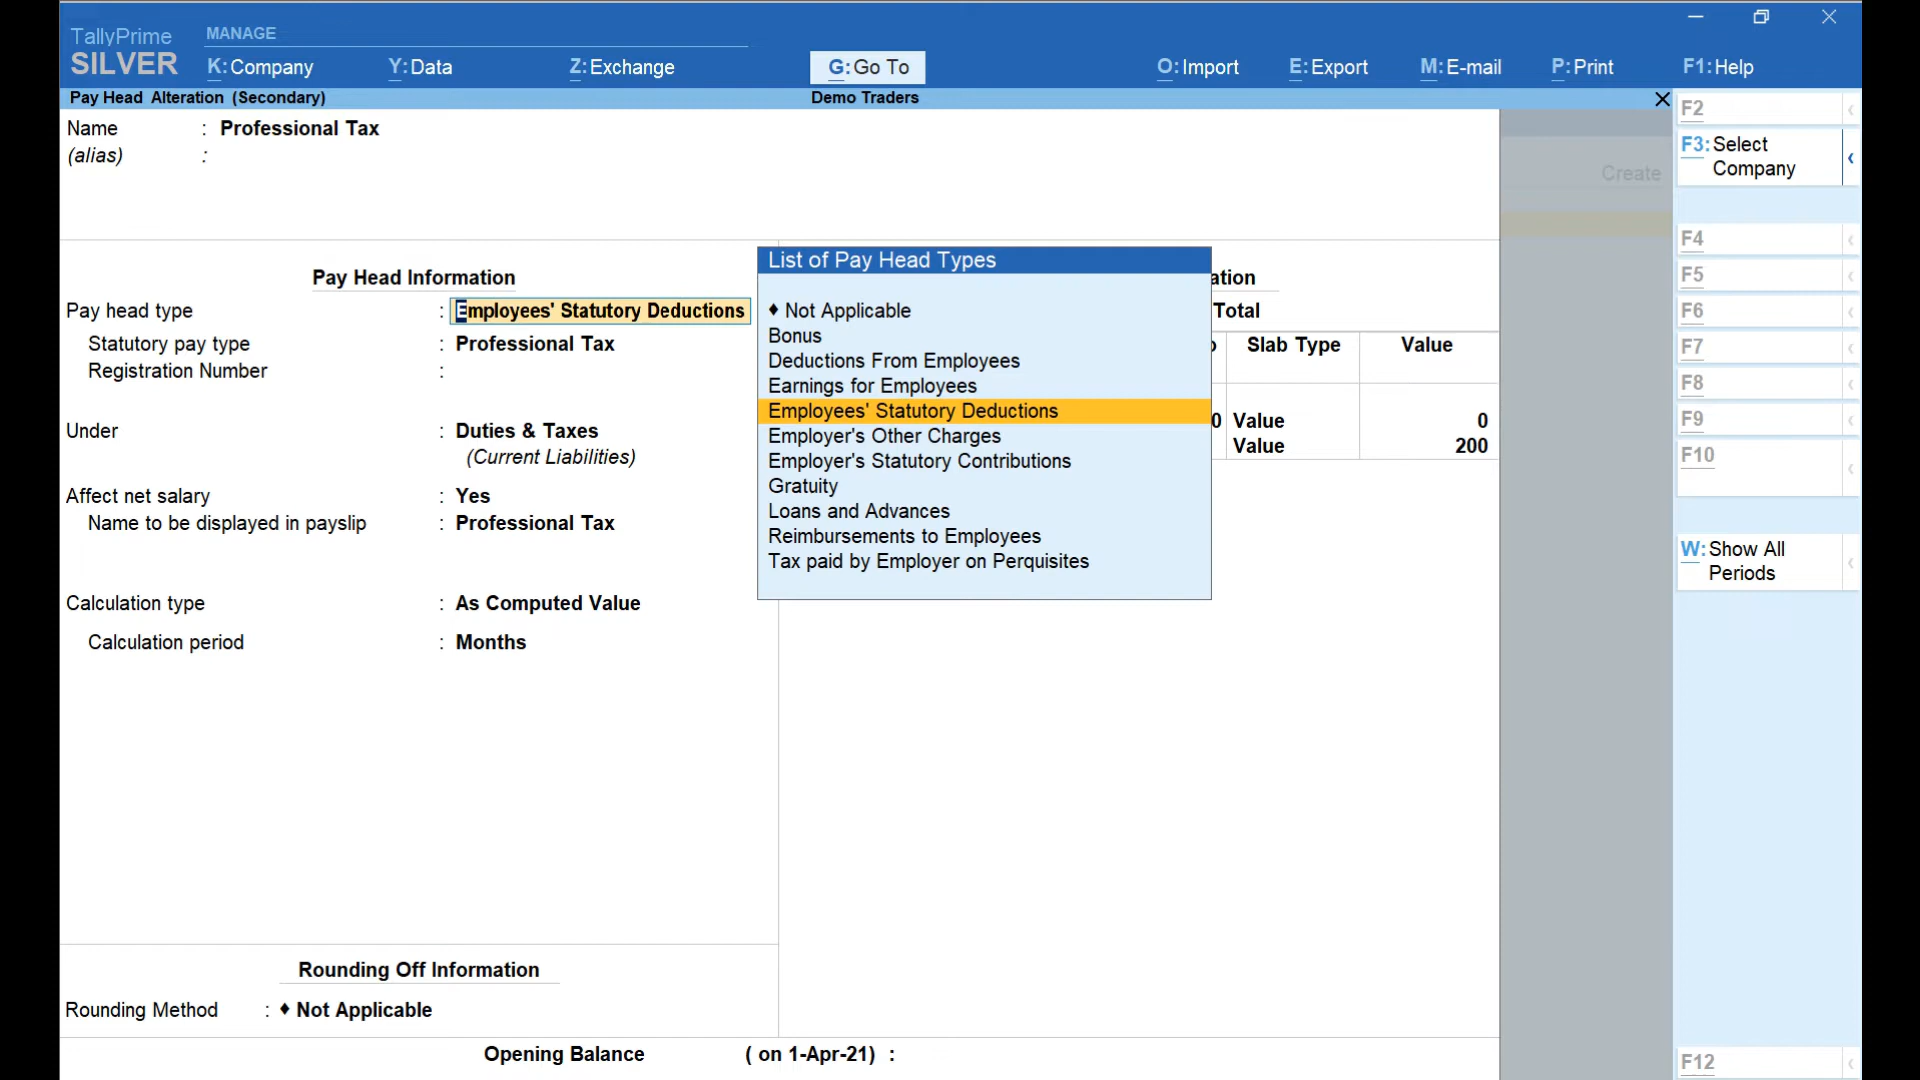 TallyPrime
SILVER
MANAGE
K:Company
Y:Data
Z:Exchange
G:Go To
O:Import
E:Export
M:E-mail
P:Print
F1:Help
Pay Head Alteration (Secondary)
Demo Traders
Name : Professional Tax
(alias) :
Pay Head Information
Pay head type : Employees' Statutory Deductions
Statutory pay type : Professional Tax
Registration Number :
Under : Duties & Taxes
(Current Liabilities)
Affect net salary : Yes
Name to be displayed in payslip : Professional Tax
Calculation type : As Computed Value
Calculation period : Months
List of Pay Head Types
♦ Not Applicable
Bonus
Deductions From Employees
Earnings for Employees
Employees' Statutory Deductions
Employer's Other Charges
Employer's Statutory Contributions
Gratuity
Loans and Advances
Reimbursements to Employees
Tax paid by Employer on Perquisites
ation
Total
Slab Type Value
0 Value 0
Value 200
Rounding Off Information
Rounding Method : ♦ Not Applicable
Opening Balance ( on 1-Apr-21) :
Create
F2
F3:Select
Company
F4
F5
F6
F7
F8
F9
F10
W:Show All
Periods
F12